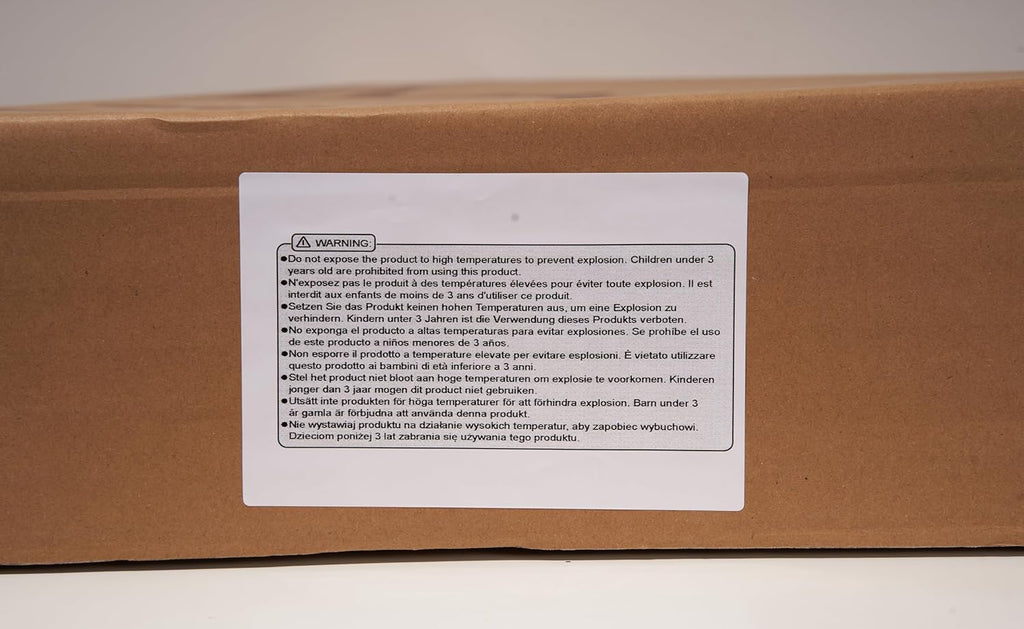 ⚠ WARNING:
●Do not expose the product to high temperatures to prevent explosion. Children under 3
years old are prohibited from using this product.
●N'exposez pas le produit à des températures élevées pour éviter toute explosion. Il est
interdit aux enfants de moins de 3 ans d'utiliser ce produit.
●Setzen Sie das Produkt keinen hohen Temperaturen aus, um eine Explosion zu
verhindern. Kindern unter 3 Jahren ist die Verwendung dieses Produkts verboten.
●No exponga el producto a altas temperaturas para evitar explosiones. Se prohíbe el uso
de este producto a niños menores de 3 años.
●Non esporre il prodotto a temperature elevate per evitare esplosioni. È vietato utilizzare
questo prodotto ai bambini di età inferiore a 3 anni.
●Stel het product niet bloot aan hoge temperaturen om explosie te voorkomen. Kinderen
jonger dan 3 jaar mogen dit product niet gebruiken.
●Utsätt inte produkten för höga temperaturer för att förhindra explosion. Barn under 3
år gamla är förbjudna att använda denna produkt.
●Nie wystawiaj produktu na działanie wysokich temperatur, aby zapobiec wybuchowi.
Dzieciom poniżej 3 lat zabrania się używania tego produktu.